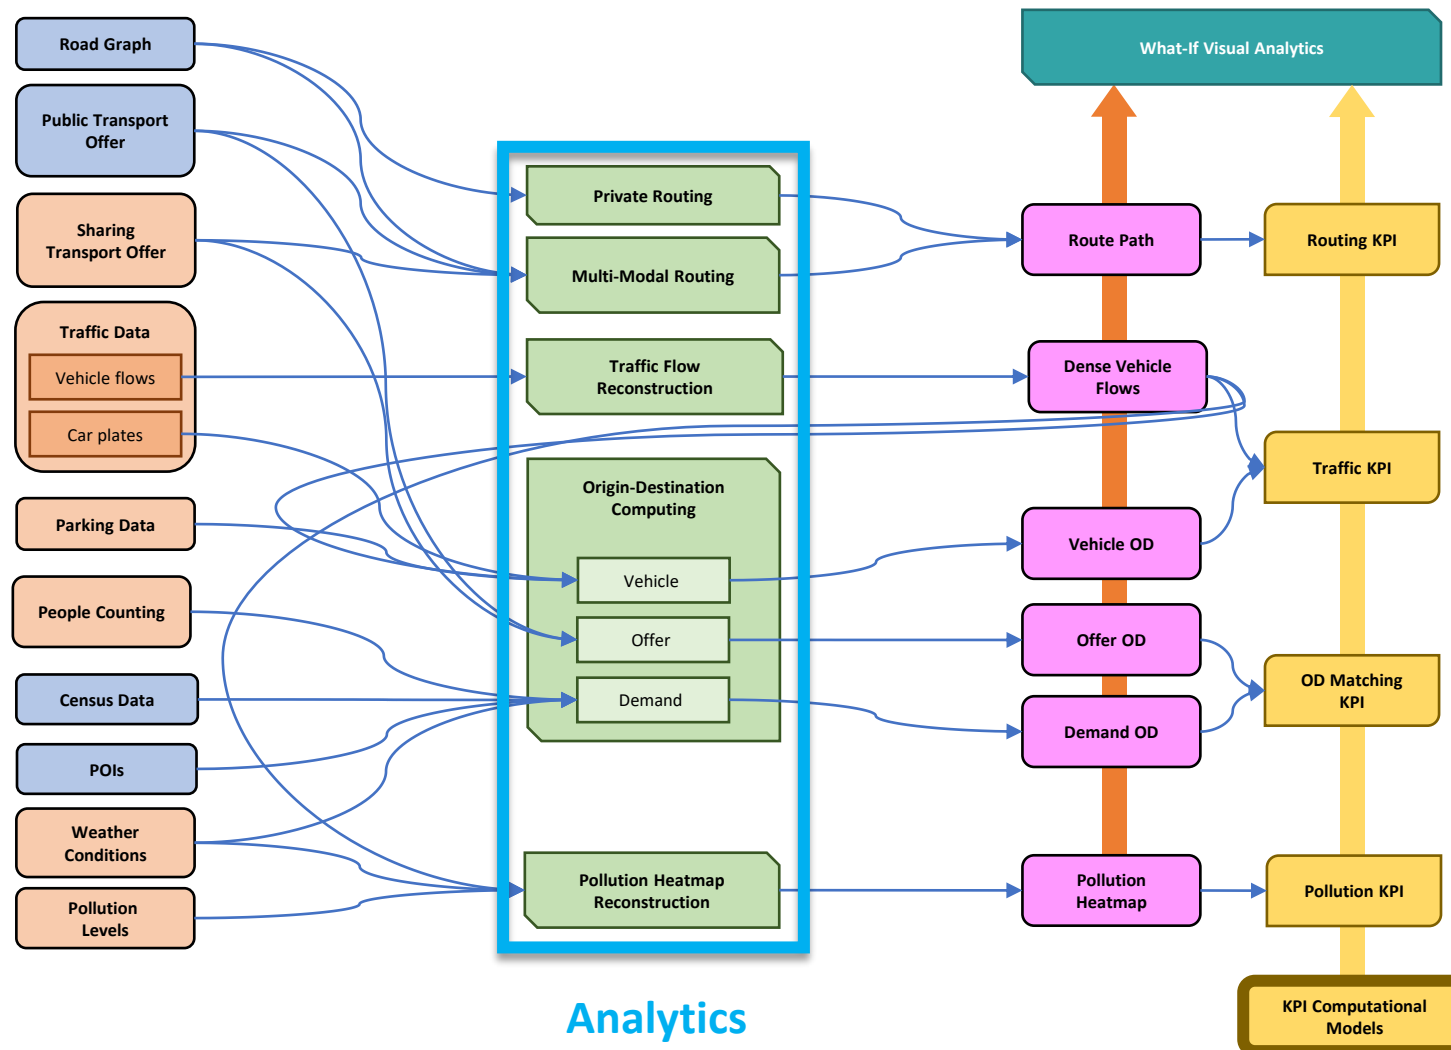 Road Graph
Public Transport
Offer
Sharing
Transport Offer
Traffic Data
Vehicle flows
Car plates
Parking Data
People Counting
Census Data
POIs
Weather
Conditions
Pollution
Levels
Private Routing
Multi-Modal Routing
Traffic Flow
Reconstruction
Origin-Destination
Computing
Vehicle
Offer
Demand
Pollution Heatmap
Reconstruction
Analytics
What-If Visual Analytics
Route Path
Dense Vehicle
Flows
Vehicle OD
Offer OD
Demand OD
Pollution
Heatmap
Routing KPI
Traffic KPI
OD Matching
KPI
Pollution KPI
KPI Computational
Models